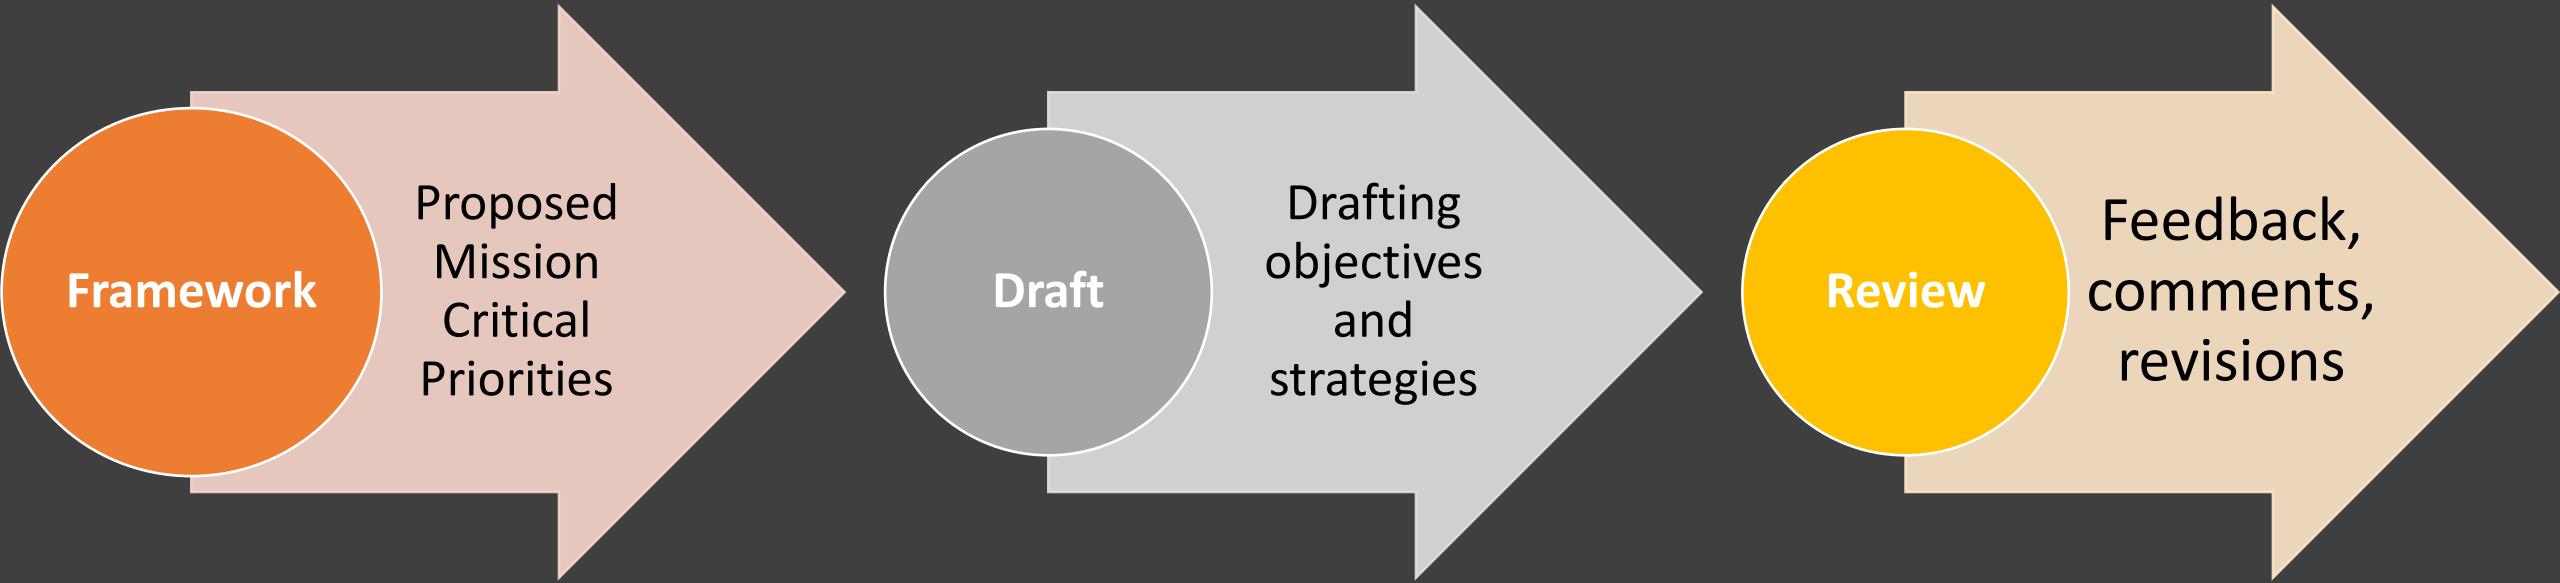 Framework
Proposed
Mission
Critical
Priorities
Draft
Drafting
objectives
and
strategies
Review
Feedback,
comments,
revisions